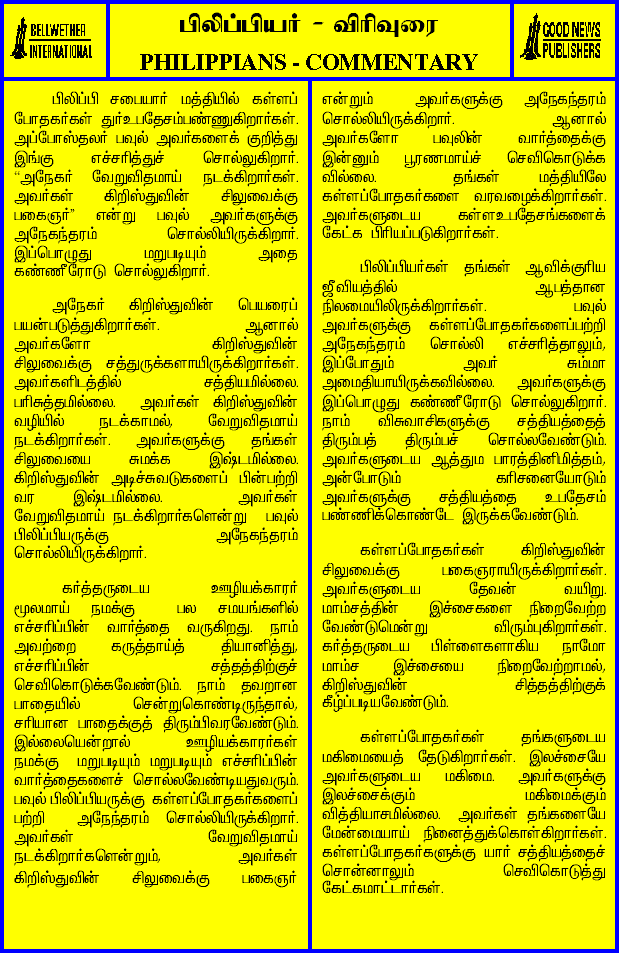 BELLWETHER
INTERNATIONAL
பிலிப்பியர் - விரிவுரை
PHILIPPIANS - COMMENTARY
GOOD NEWS
PUBLISHERS
பிலிப்பி சபையார் மத்தியில் கள்ளப்
போதகர்கள் துர்உபதேசம்பண்ணுகிறார்கள்.
அப்போஸ்தலர் பவுல் அவர்களைக் குறித்து
இங்கு எச்சரித்துச் சொல்லுகிறார்.
“அநேகர் வேறுவிதமாய் நடக்கிறார்கள்.
அவர்கள் கிறிஸ்துவின் சிலுவைக்கு
பகைஞர்” என்று பவுல் அவர்களுக்கு
அநேகந்தரம் சொல்லியிருக்கிறார்.
இப்பொழுது மறுபடியும் அதை
கண்ணீரோடு சொல்லுகிறார்.
அநேகர் கிறிஸ்துவின் பெயரைப்
பயன்படுத்துகிறார்கள். ஆனால்
அவர்களோ கிறிஸ்துவின்
சிலுவைக்கு சத்துருக்களாயிருக்கிறார்கள்.
அவர்களிடத்தில் சத்தியமில்லை.
பரிசுத்தமில்லை. அவர்கள் கிறிஸ்துவின்
வழியில் நடக்காமல், வேறுவிதமாய்
நடக்கிறார்கள். அவர்களுக்கு தங்கள்
சிலுவையை சுமக்க இஷ்டமில்லை.
கிறிஸ்துவின் அடிச்சுவடுகளைப் பின்பற்றி
வர இஷ்டமில்லை. அவர்கள்
வேறுவிதமாய் நடக்கிறார்களென்று பவுல்
பிலிப்பியருக்கு அநேகந்தரம்
சொல்லியிருக்கிறார்.
கர்த்தருடைய ஊழியக்காரர்
மூலமாய் நமக்கு பல சமயங்களில்
எச்சரிப்பின் வார்த்தை வருகிறது. நாம்
அவற்றை கருத்தாய்த் தியானித்து,
எச்சரிப்பின் சத்தத்திற்குச்
செவிகொடுக்கவேண்டும். நாம் தவறான
பாதையில் சென்றுகொண்டிருந்தால்,
சரியான பாதைக்குத் திரும்பிவரவேண்டும்.
இல்லையென்றால் ஊழியக்காரர்கள்
நமக்கு மறுபடியும் மறுபடியும் எச்சரிப்பின்
வார்த்தைகளைச் சொல்லவேண்டியதுவரும்.
பவுல் பிலிப்பியருக்கு கள்ளப்போதகர்களைப்
பற்றி அநேந்தரம் சொல்லியிருக்கிறார்.
அவர்கள் வேறுவிதமாய்
நடக்கிறார்களென்றும், அவர்கள்
கிறிஸ்துவின் சிலுவைக்கு பகைஞர்
என்றும் அவர்களுக்கு அநேகந்தரம்
சொல்லியிருக்கிறார். ஆனால்
அவர்களோ பவுலின் வார்த்தைக்கு
இன்னும் பூரணமாய்ச் செவிகொடுக்க
வில்லை. தங்கள் மத்தியிலே
கள்ளப்போதகர்களை வரவழைக்கிறார்கள்.
அவர்களுடைய கள்ளஉபதேசங்களைக்
கேட்க பிரியப்படுகிறார்கள்.
பிலிப்பியர்கள் தங்கள் ஆவிக்குரிய
ஜீவியத்தில் ஆபத்தான
நிலமையிலிருக்கிறார்கள். பவுல்
அவர்களுக்கு கள்ளப்போதகர்களைப்பற்றி
அநேகந்தரம் சொல்லி எச்சரித்தாலும்,
இப்போதும் அவர் சும்மா
அமைதியாயிருக்கவில்லை. அவர்களுக்கு
இப்பொழுது கண்ணீரோடு சொல்லுகிறார்.
நாம் விசுவாசிகளுக்கு சத்தியத்தைத்
திரும்பத் திரும்பச் சொல்லவேண்டும்.
அவர்களுடைய ஆத்தும பாரத்தினிமித்தம்,
அன்போடும் கரிசனையோடும்
அவர்களுக்கு சத்தியத்தை உபதேசம்
பண்ணிக்கொண்டே இருக்கவேண்டும்.
கள்ளப்போதகர்கள் கிறிஸ்துவின்
சிலுவைக்கு பகைஞராயிருக்கிறார்கள்.
அவர்களுடைய தேவன் வயிறு.
மாம்சத்தின் இச்சைகளை நிறைவேற்ற
வேண்டுமென்று விரும்புகிறார்கள்.
கர்த்தருடைய பிள்ளைகளாகிய நாமோ
மாம்ச இச்சையை நிறைவேற்றாமல்,
கிறிஸ்துவின் சித்தத்திற்குக்
கீழ்ப்படியவேண்டும்.
கள்ளப்போதகர்கள் தங்களுடைய
மகிமையைத் தேடுகிறார்கள். இலச்சையே
அவர்களுடைய மகிமை. அவர்களுக்கு
இலச்சைக்கும் மகிமைக்கும்
வித்தியாசமில்லை. அவர்கள் தங்களையே
மேன்மையாய் நினைத்துக்கொள்கிறார்கள்.
கள்ளப்போதகர்களுக்கு யார் சத்தியத்தைச்
சொன்னாலும் செவிகொடுத்து
கேட்கமாட்டார்கள்.